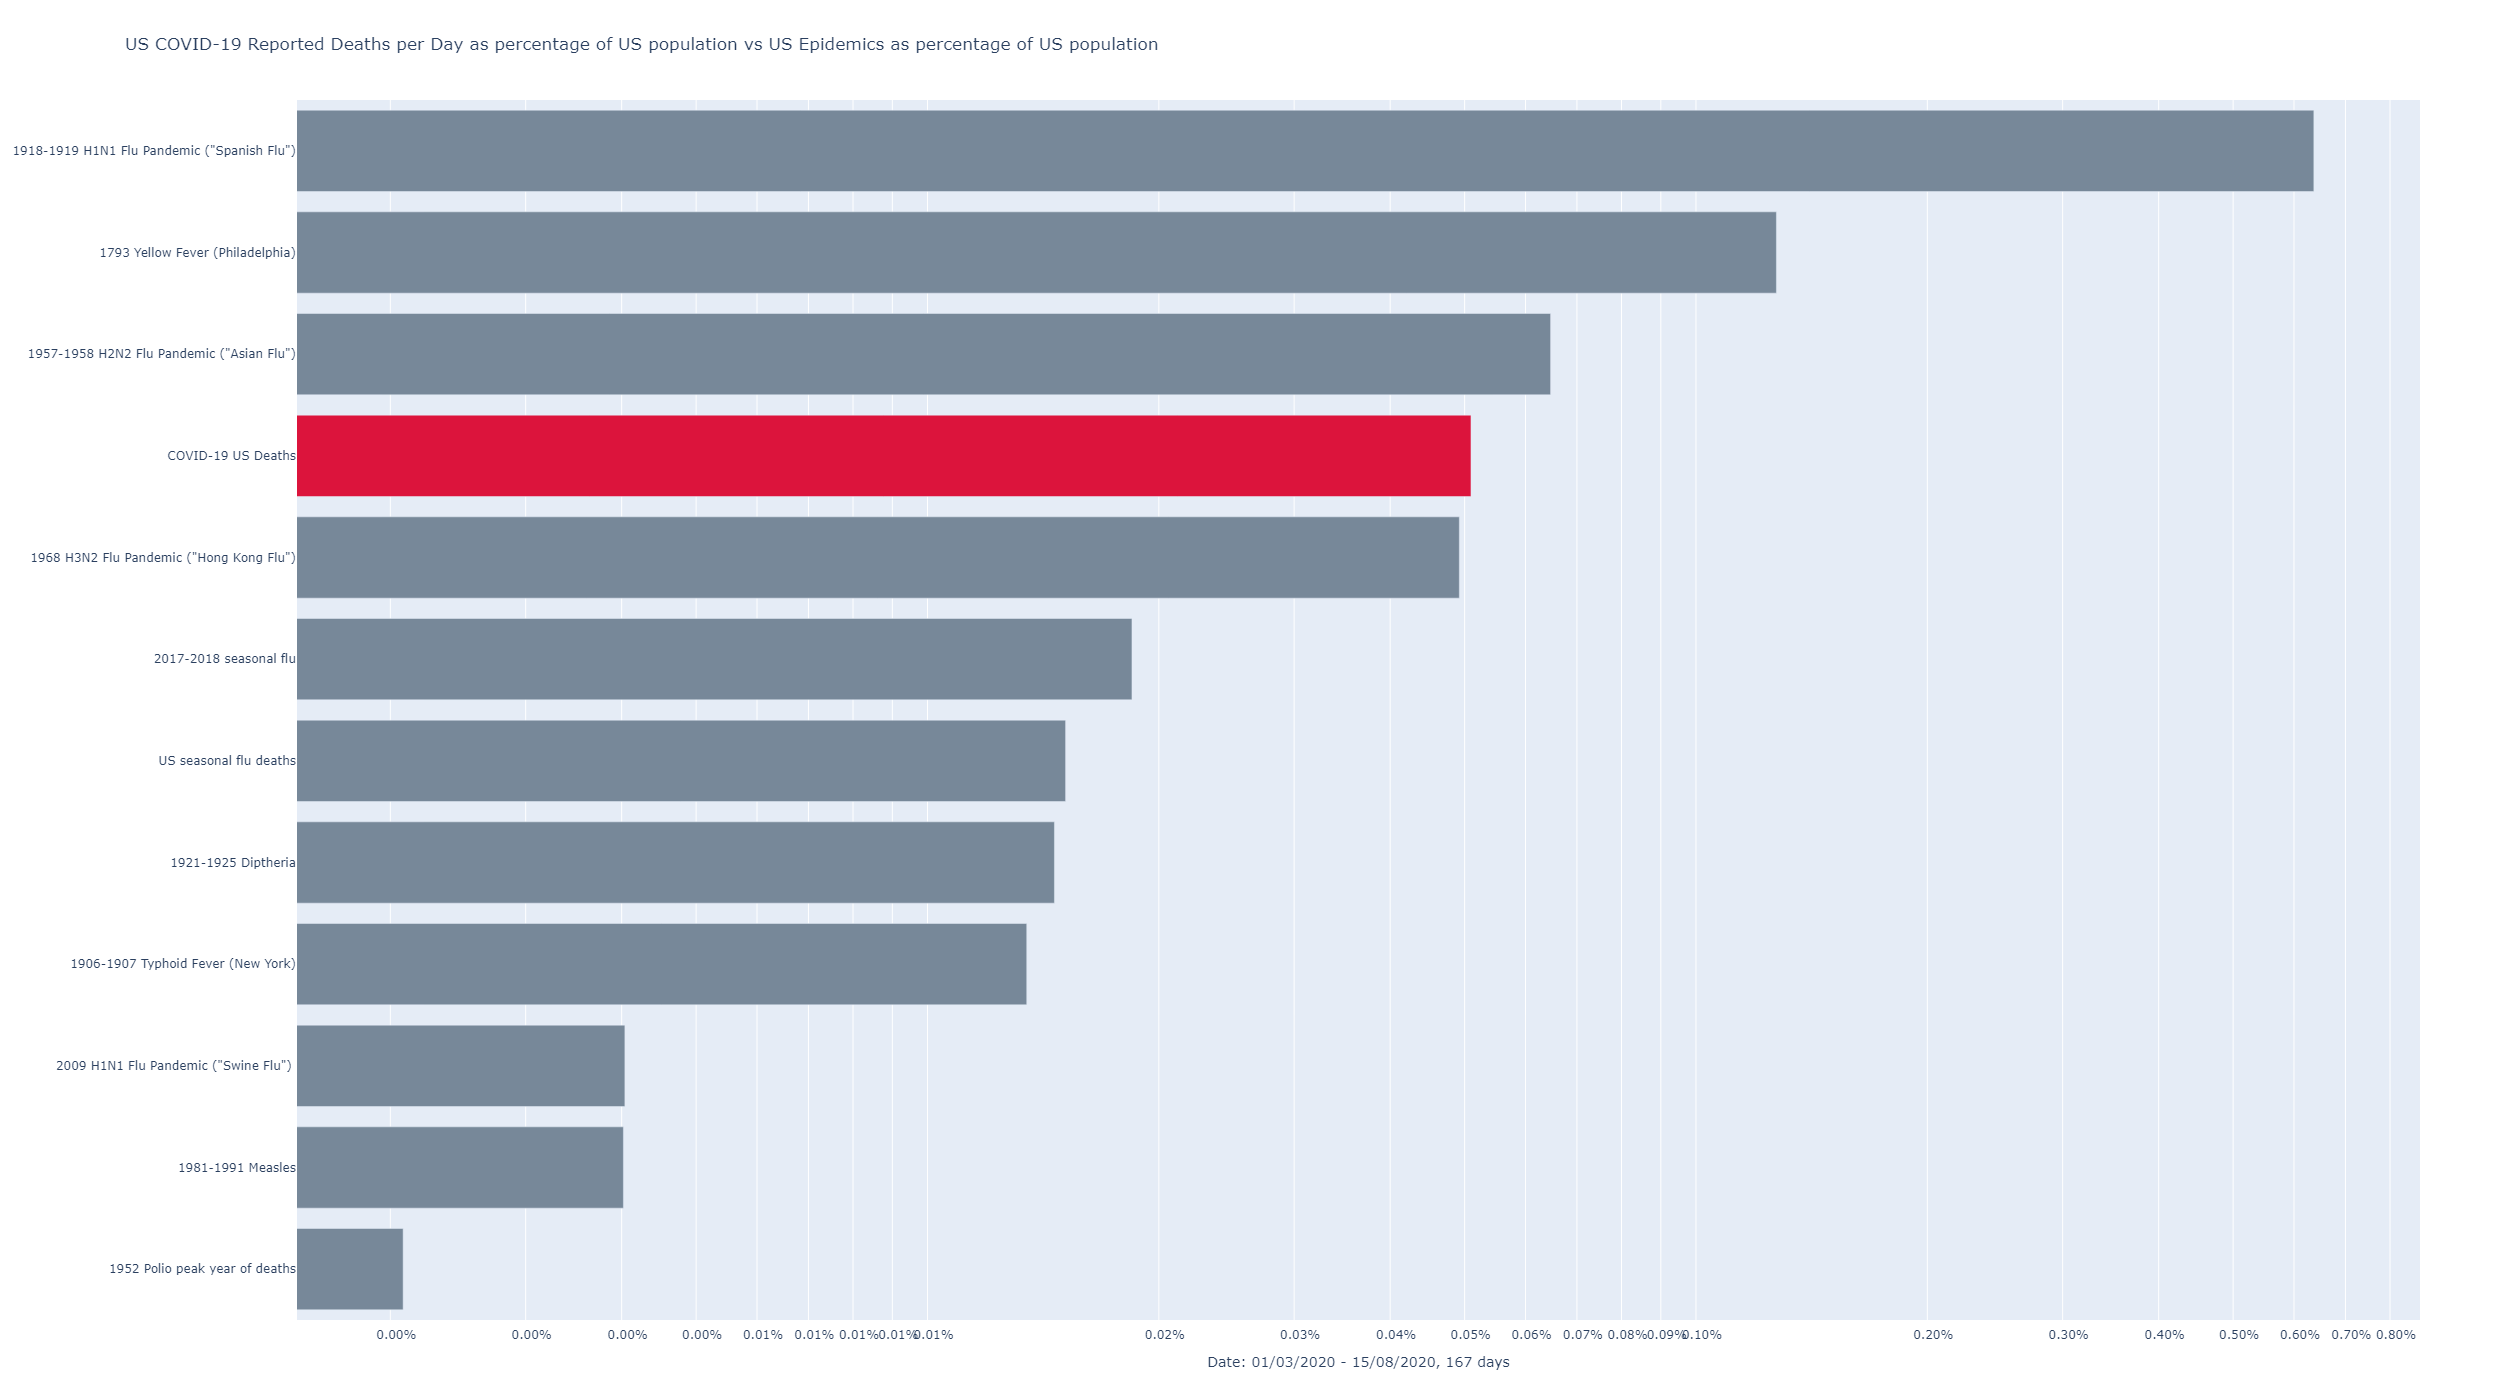 US COVID-19 Reported Deaths per Day as percentage of US population vs US Epidemics as percentage of US population
1918-1919 H1N1 Flu Pandemic ("Spanish Flu")
1793 Yellow Fever (Philadelphia)
1957-1958 H2N2 Flu Pandemic ("Asian Flu")
COVID-19 US Deaths
1968 H3N2 Flu Pandemic ("Hong Kong Flu")
2017-2018 seasonal flu
US seasonal flu deaths
1921-1925 Diptheria
1906-1907 Typhoid Fever (New York)
2009 H1N1 Flu Pandemic ("Swine Flu")
1981-1991 Measles
1952 Polio peak year of deaths
0.00% 0.00% 0.00% 0.00% 0.01% 0.01% 0.01% 0.01% 0.01% 0.02% 0.03% 0.04% 0.05% 0.06% 0.07% 0.08% 0.09% 0.10% 0.20% 0.30% 0.40% 0.50% 0.60% 0.70% 0.80%
Date: 01/03/2020 - 15/08/2020, 167 days